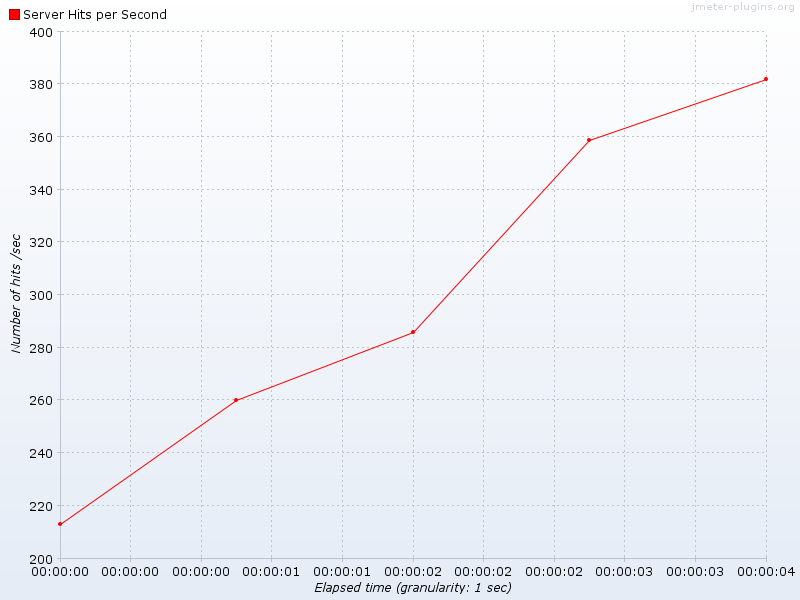 jmeter-plugins.org
Server Hits per Second
400
380
360
340
320
300
280
260
240
220
200
Number of hits /sec
00:00:00 00:00:00 00:00:00 00:00:01 00:00:01 00:00:02 00:00:02 00:00:02 00:00:03 00:00:03 00:00:04
Elapsed time (granularity: 1 sec)